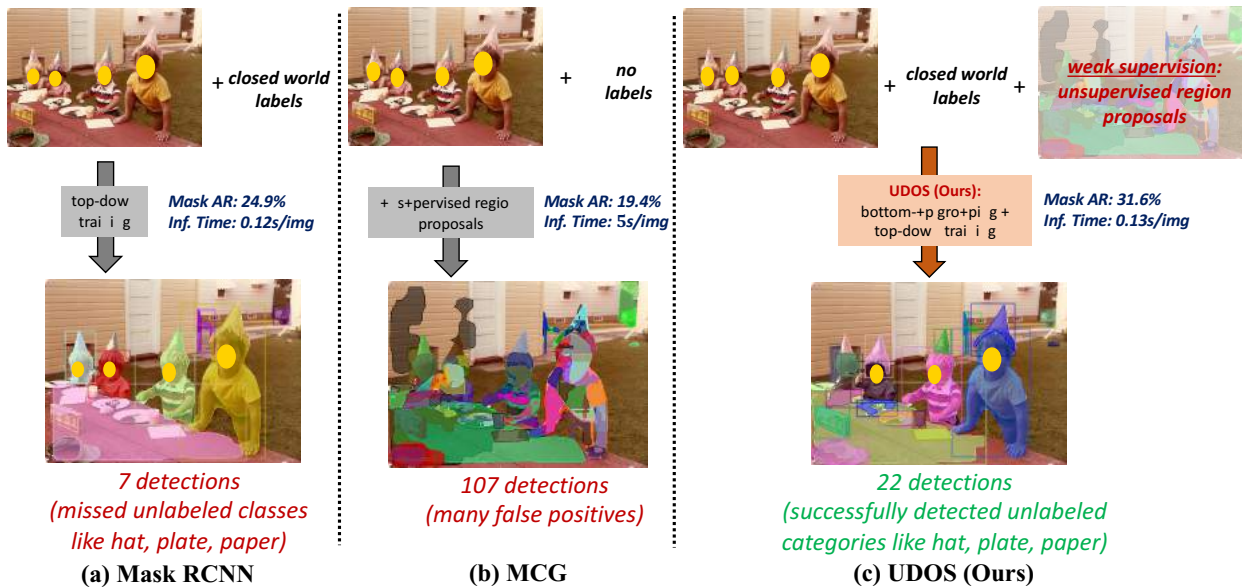 + closed world
labels
top-dow
trai i g
Mask AR: 24.9%
Inf. Time: 0.12s/img
7 detections
(missed unlabeled classes
like hat, plate, paper)
(a) Mask RCNN
+ no
labels
+ s+pervised regio
proposals
Mask AR: 19.4%
Inf. Time: 5s/img
107 detections
(many false positives)
(b) MCG
+ closed world +
labels
weak supervision:
unsupervised region
proposals
UDOS (Ours):
bottom-+p gro+pi g +
top-dow trai i g
Mask AR: 31.6%
Inf. Time: 0.13s/img
22 detections
(successfully detected unlabeled
categories like hat, plate, paper)
(c) UDOS (Ours)